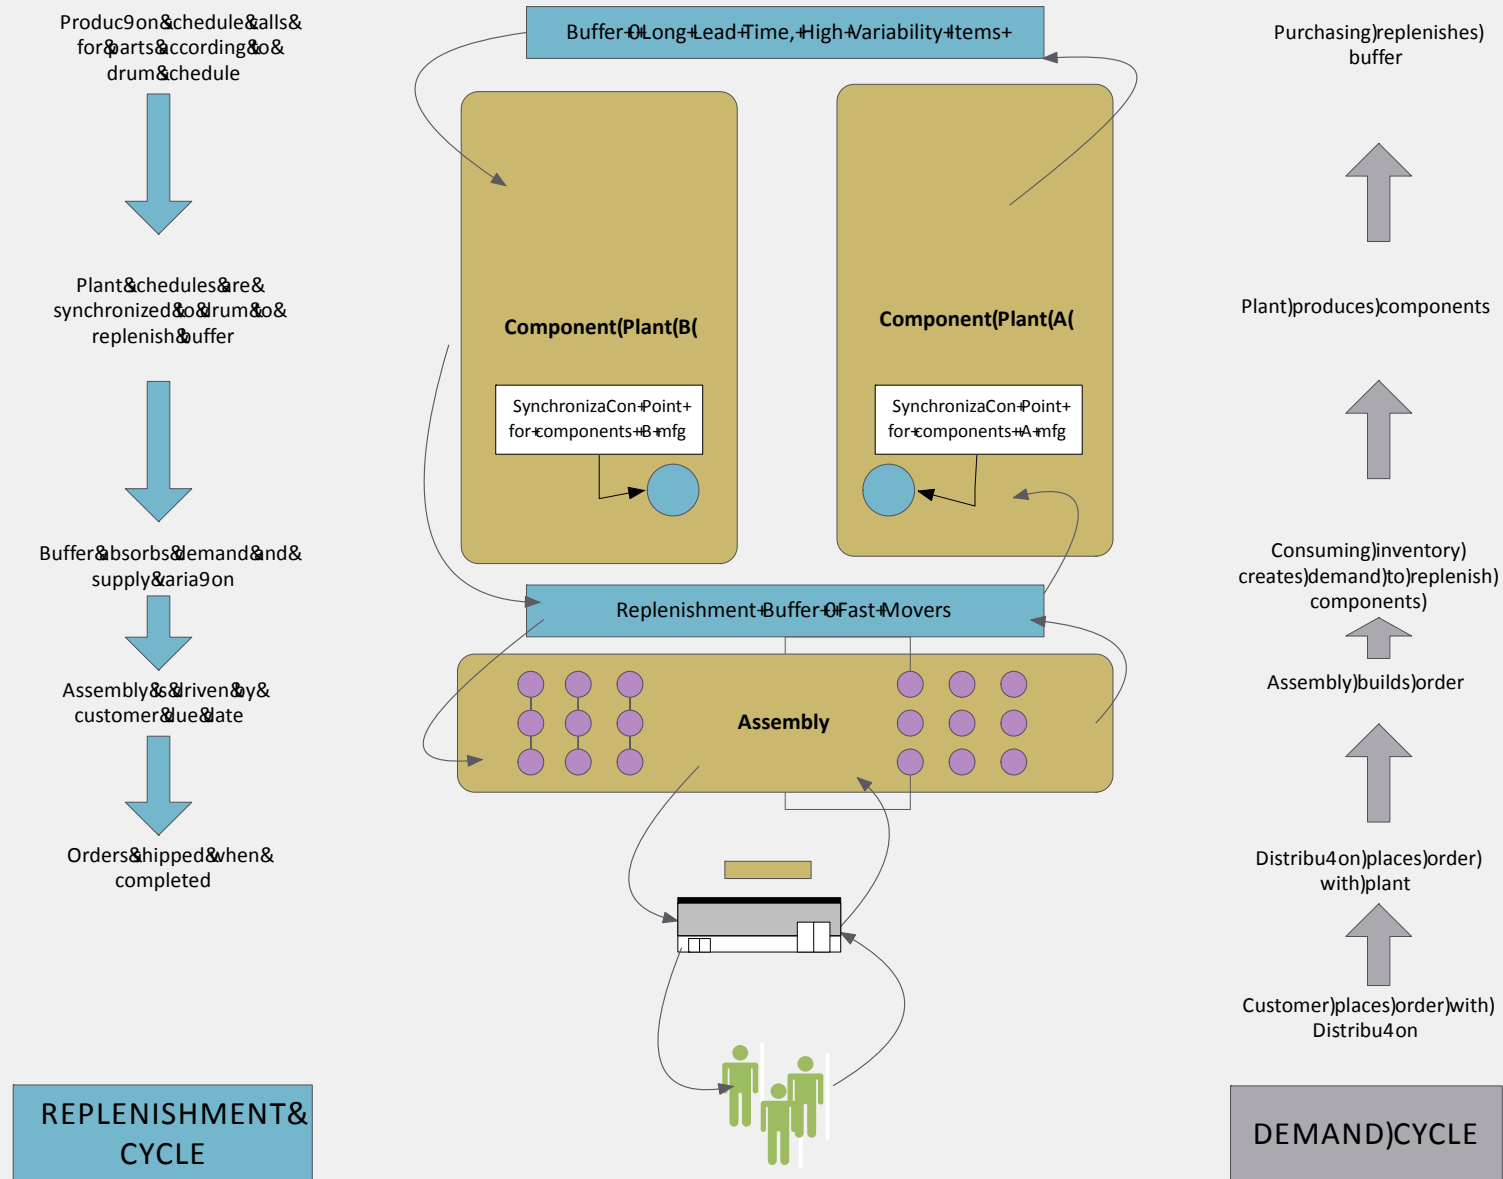 Produc9on&schedule&calls&
for&parts&according&to&
drum&schedule
Plant&schedules&are&
synchronized&to&drum&to&
replenish&buffer
Buffer&absorbs&demand&and&
supply&varia9on
Assembly&is&driven&by&
customer&due&date
Orders&shipped&when&
completed
REPLENISHMENT&
CYCLE
Buffer+0+Long+Lead+Time,+High+Variability+Items+
Component(Plant(B(
SynchronizaCon+Point+
for+components++B+mfg
Component(Plant(A(
SynchronizaCon+Point+
for+components++A+mfg
Replenishment+Buffer+0+Fast+Movers
Assembly
Purchasing)replenishes)
buffer
Plant)produces)components
Consuming)inventory)
creates)demand)to)replenish)
components)
Assembly)builds)order
Distribu4on)places)order)
with)plant
Customer)places)order)with)
Distribu4on
DEMAND)CYCLE